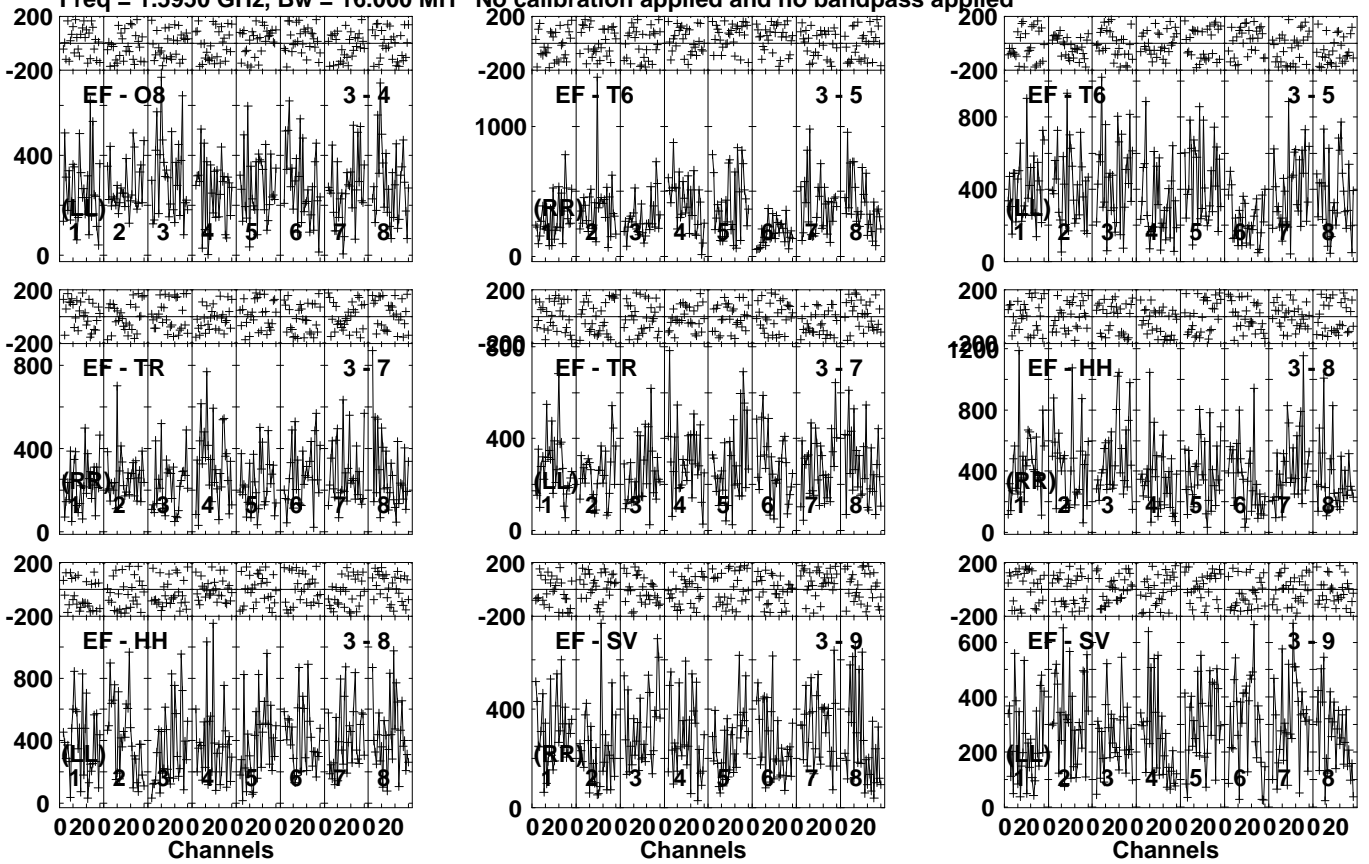 Freq = 1.5950 GHz, Bw = 16.000 MH No calibration applied and no bandpass applied
200 200 200
-200 -200 -200
EF - O8 3 - 4 EF - T6 3 - 5 EF - T6 3 - 5
400 1000 800
500 400
(LL) (RR) (LL)
1 2 3 4 5 6 7 8 1 2 3 4 5 6 7 8 1 2 3 4 5 6 7 8
0 0 0
200 200 200
-200 -200 -200
800 800 1200
EF - TR 3 - 7 EF - TR 3 - 7 EF - HH 3 - 8
400 400 800
400
(RR) (LL) (RR)
1 2 3 4 5 6 7 8 1 2 3 4 5 6 7 8 1 2 3 4 5 6 7 8
0 0 0
200 200 200
-200 -200 -200
EF - HH 3 - 8 EF - SV 3 - 9 EF - SV 3 - 9
800 400 600
400 400
200
(LL) (RR) (LL)
1 2 3 4 5 6 7 8 1 2 3 4 5 6 7 8 1 2 3 4 5 6 7 8
0 0 0
0 20 0 20 0 20 0 20 0 20 0 20 0 20 0 20 0 20 0 20 0 20 0 20 0 20 0 20 0 20 0 20 0 20 0 20 0 20 0 20 0 20 0 20 0 20 0 20
Channels Channels Channels